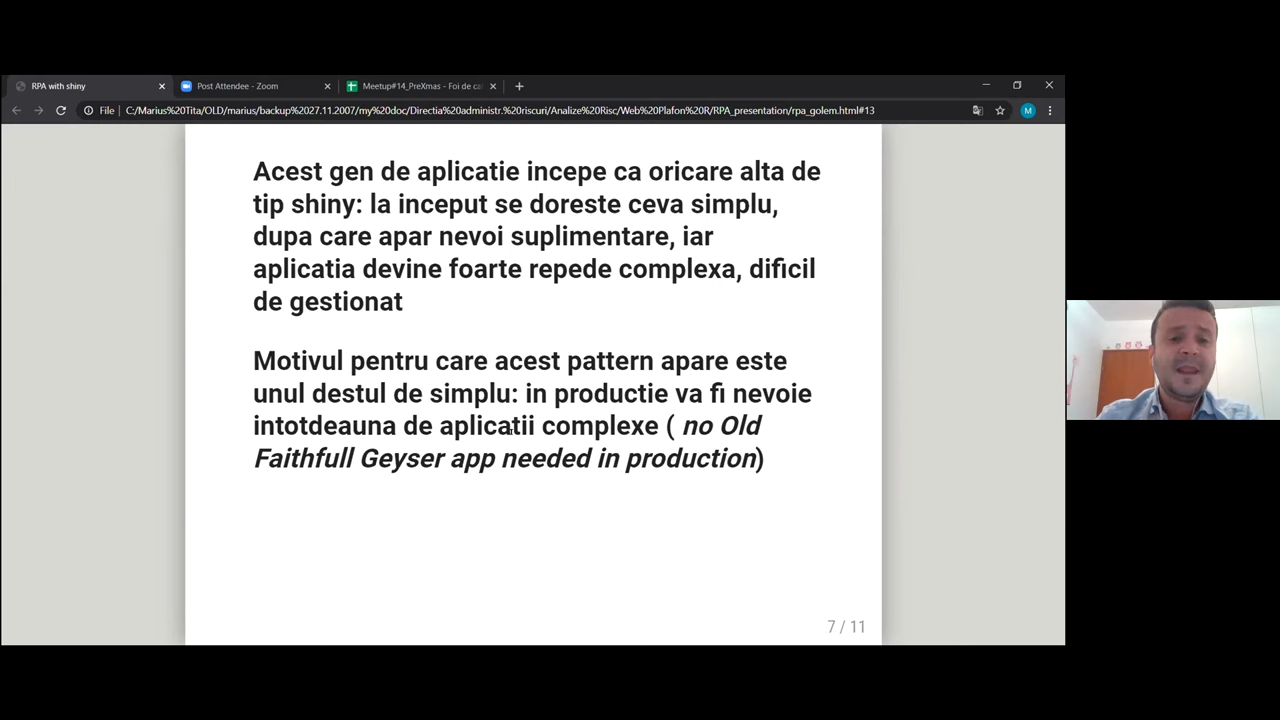 RPA with shiny
Post Attendee - Zoom
Meetup#14_PreXmas - Foi de ca
File
C:/Marius%20Tita/OLD/marius/backup%2027.11.2007/my%20doc/Directia%20administr.%20riscuri/Analize%20Risc/Web%20Plafon%20R/RPA_presentation/rpa_golem.html#13
M
Acest gen de aplicatie incepe ca oricare alta de
tip shiny: la inceput se doreste ceva simplu,
dupa care apar nevoi suplimentare, iar
aplicatia devine foarte repede complexa, dificil
de gestionat
Motivul pentru care acest pattern apare este
unul destul de simplu: in productie va fi nevoie
intotdeauna de aplicatii complexe ( no Old
Faithfull Geyser app needed in production)
7 / 11